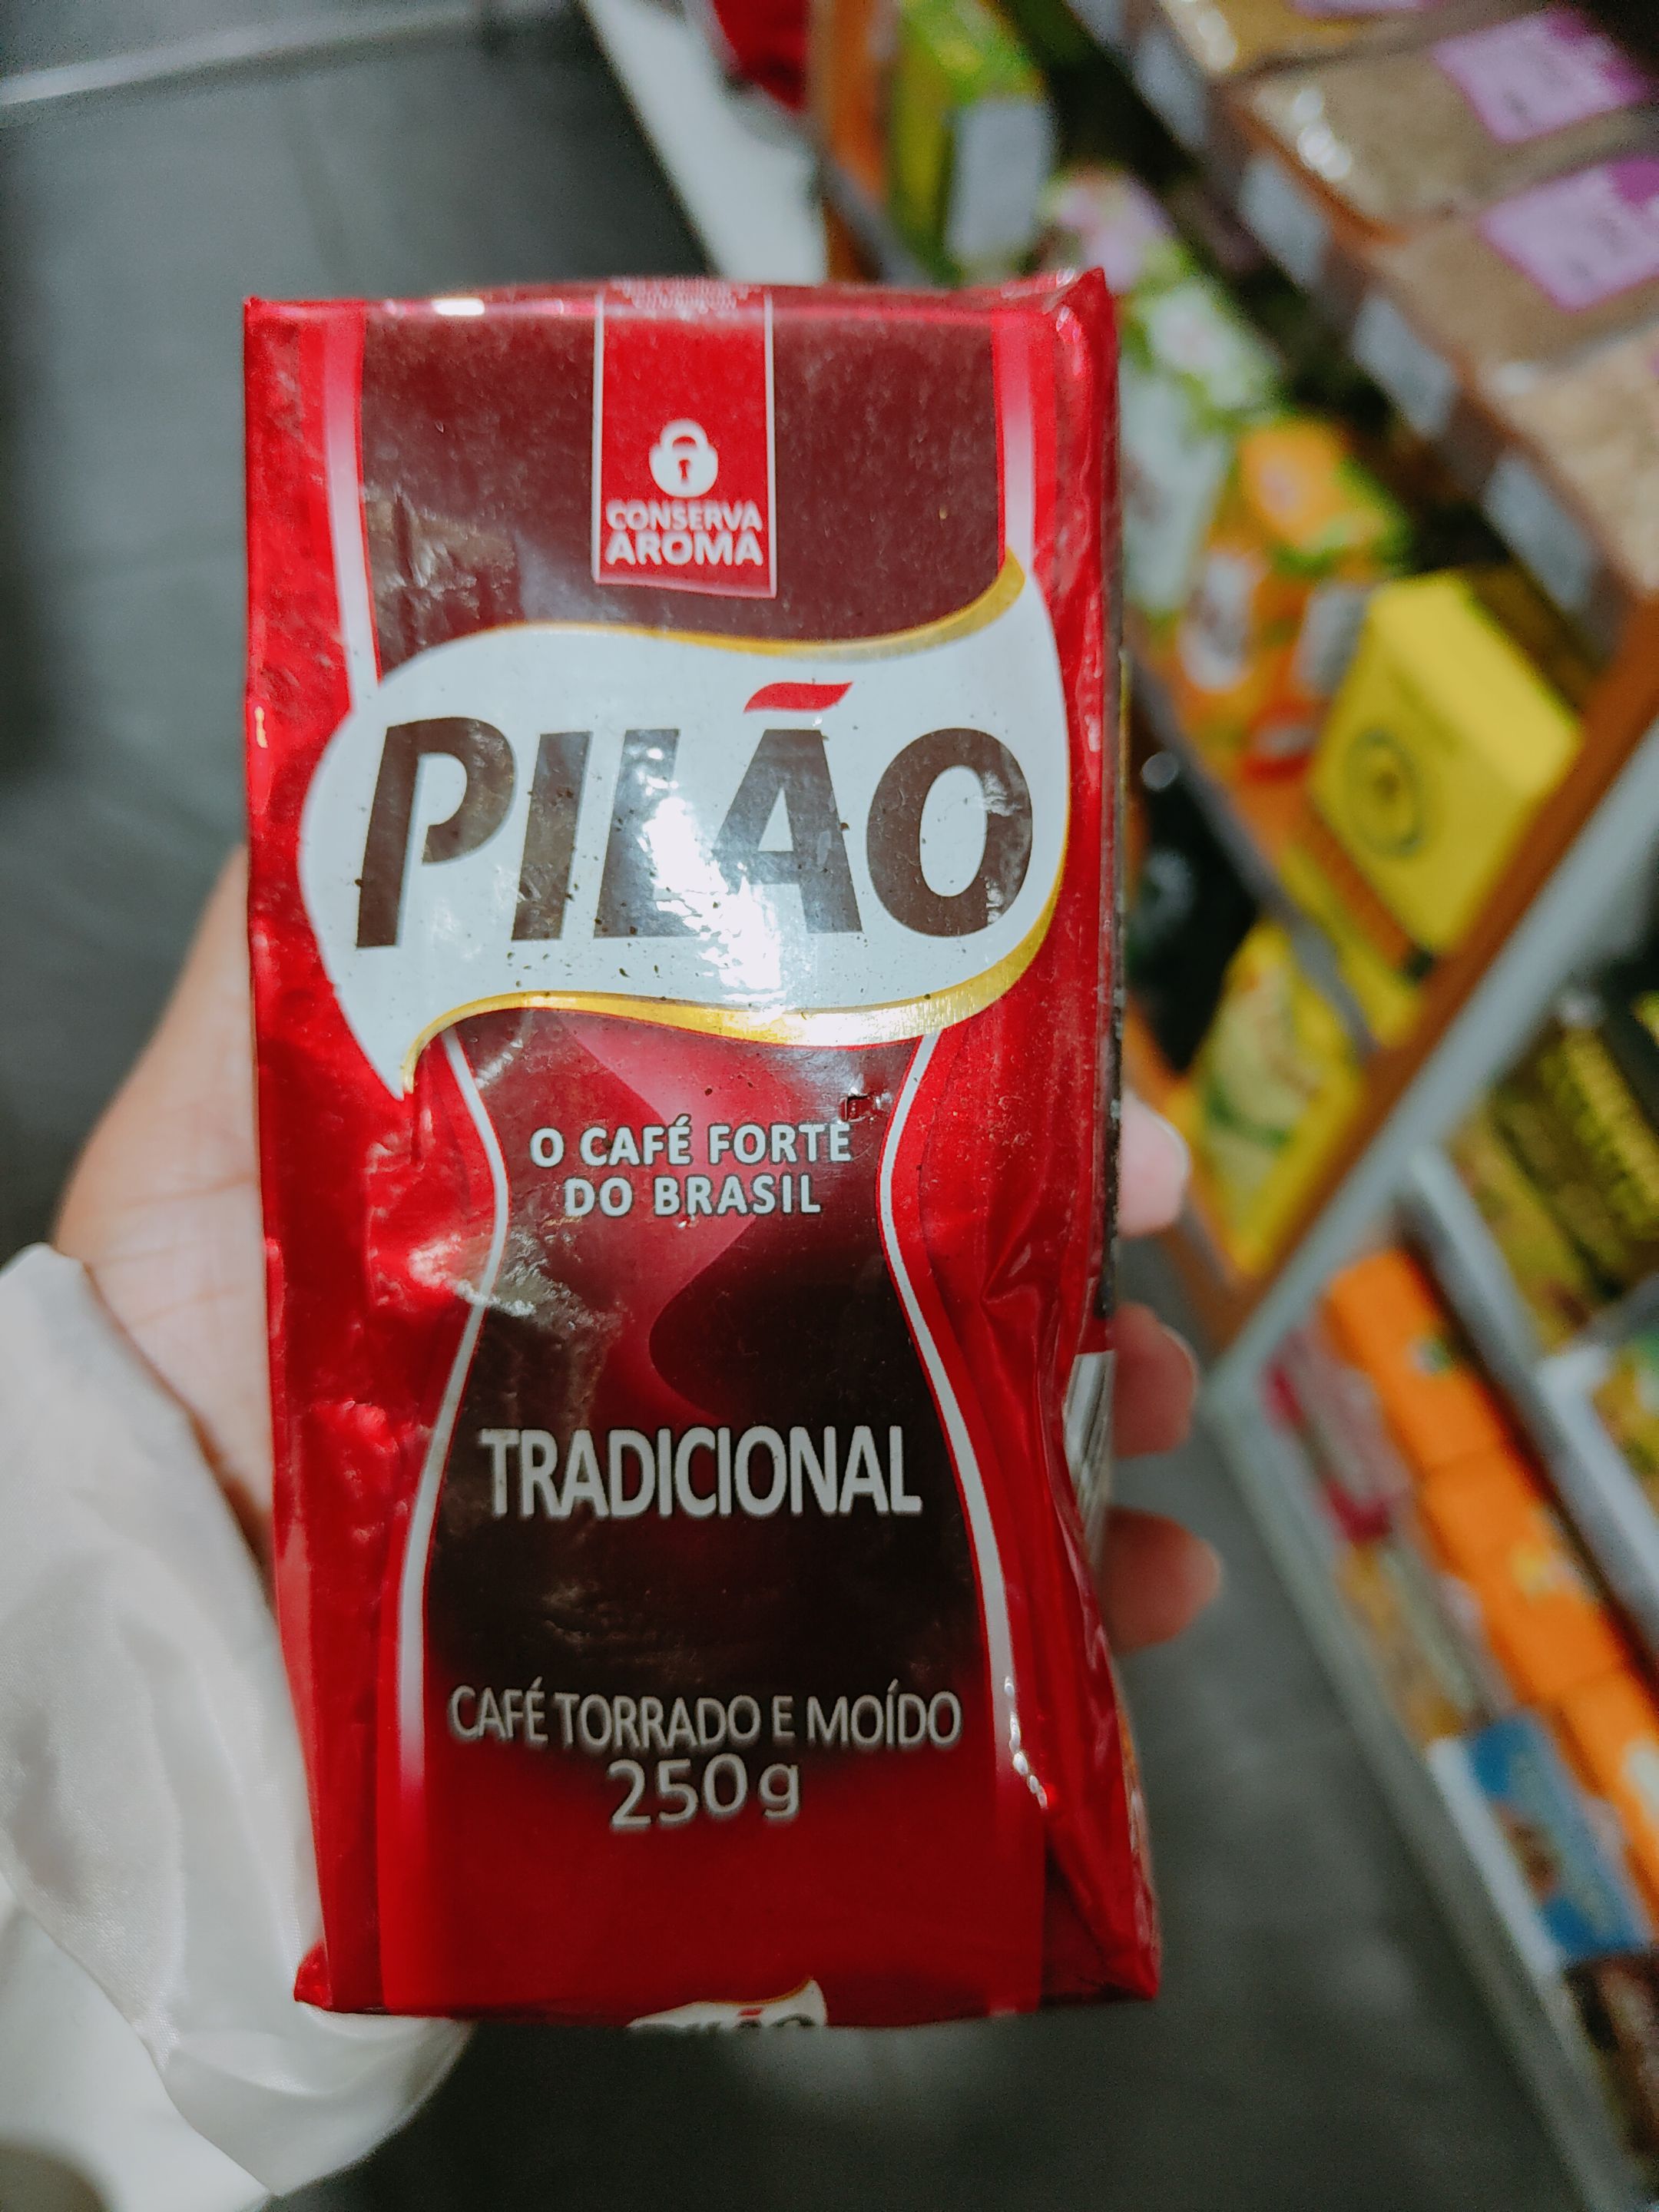 CONSERVA
AROMA
PILÃO
O CAFÉ FORTE
DO BRASIL
TRADICIONAL
CAFÉ TORRADO E MOÍDO
250g